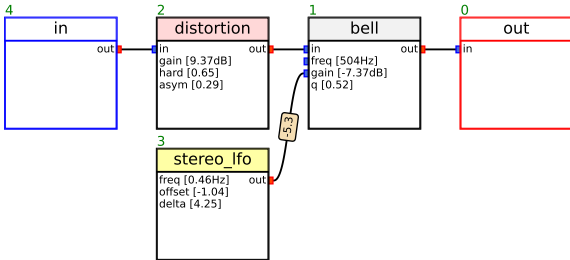 4
in
out
2
distortion
in out
gain [9.37dB]
hard [0.65]
asym [0.29]
1
bell
in out
freq [504Hz]
gain [-7.37dB]
q [0.52]
0
out
in
-5.3
3
stereo_lfo
freq [0.46Hz] out
offset [-1.04]
delta [4.25]